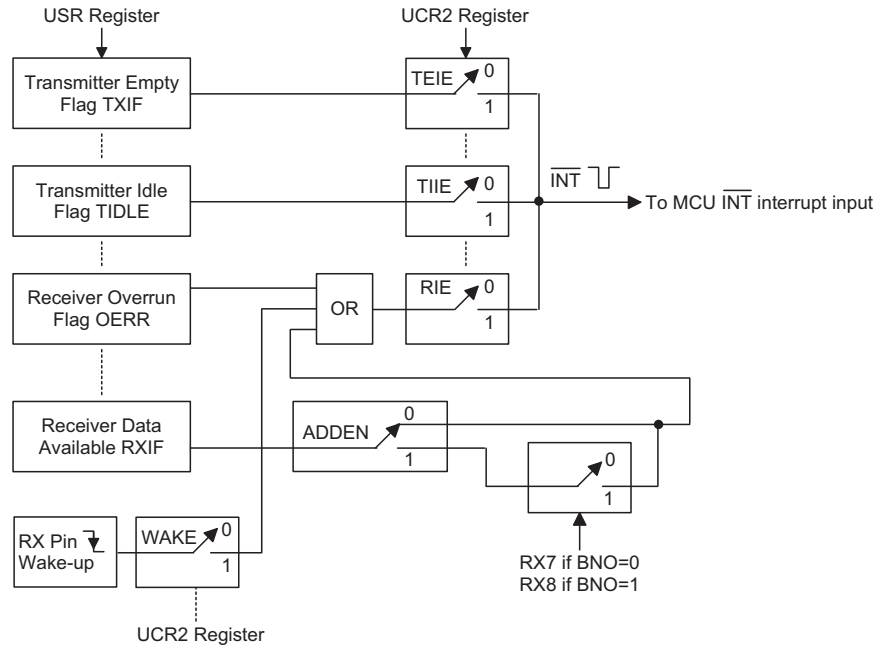 USR Register
UCR2 Register
Transmitter Empty
Flag TXIF
TEIE
0
1
Transmitter Idle
Flag TIDLE
TIIE
0
1
INT
To MCU INT interrupt input
Receiver Overrun
Flag OERR
OR
RIE
0
1
Receiver Data
Available RXIF
ADDEN
0
1
0
1
RX7 if BNO=0
RX8 if BNO=1
RX Pin
Wake-up
WAKE
0
1
UCR2 Register